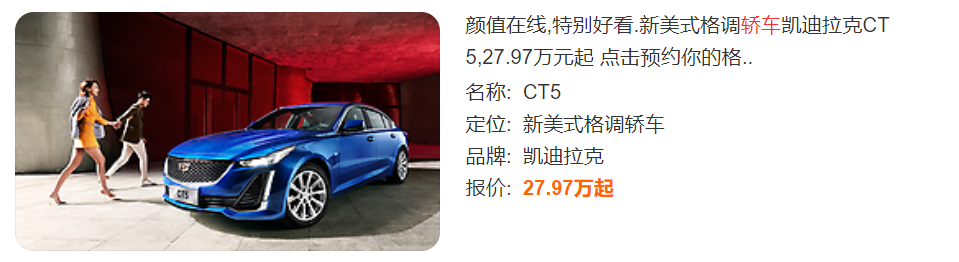 颜值在线,特别好看.新美式格调轿车凯迪拉克CT
5,27.97万元起 点击预约你的格..
名称: CT5
定位: 新美式格调轿车
品牌: 凯迪拉克
报价: 27.97万起
CT5